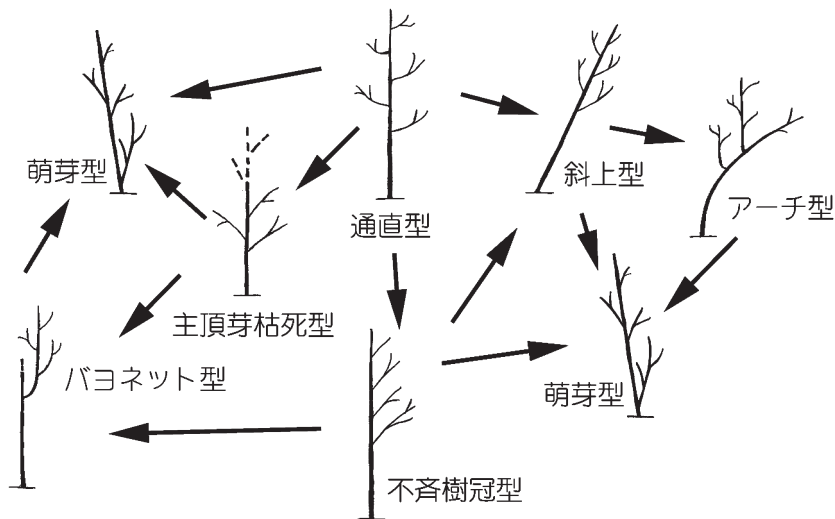 萌芽型
通直型
斜上型
アーチ型
主頂芽枯死型
バヨネット型
萌芽型
不斉樹冠型